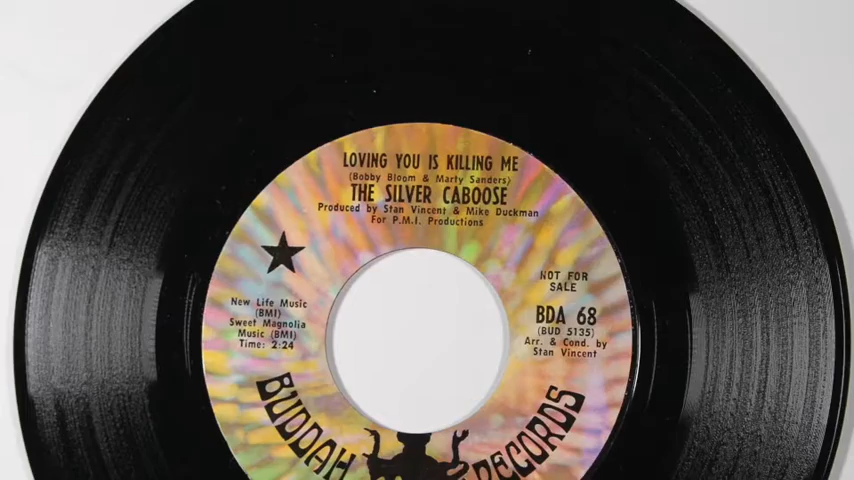 LOVING YOU IS KILLING ME
(Bobby Bloom & Marty Sanders)
THE SILVER CABOOSE
Produced by Stan Vincent & Mike Duckman
For P.M.I. Productions
New Life Music
(BMI)
Sweet Magnolia
Music (BMI)
Time: 2:24
NOT FOR
SALE
BDA 68
(BUD 5135)
Arr. & Cond. by
Stan Vincent
BUDDAH RECORDS